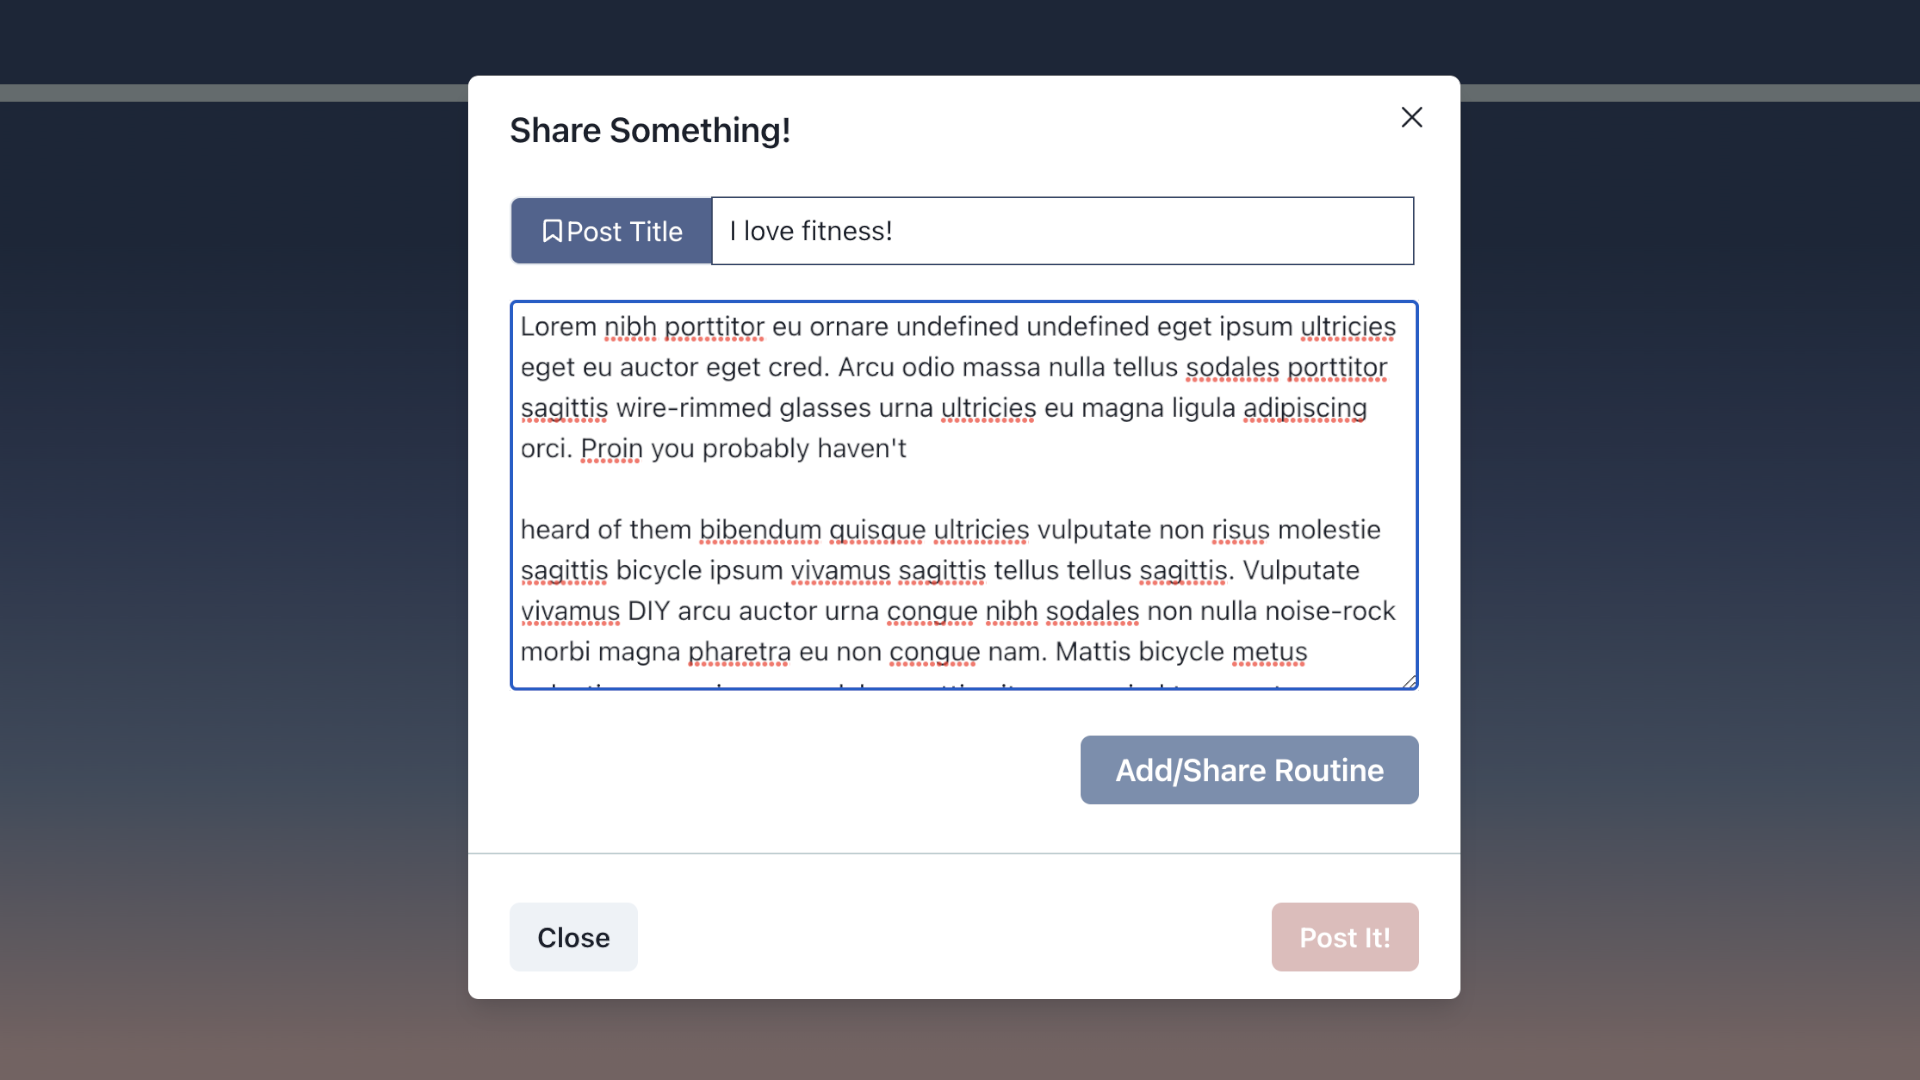 Share Something!
Post Title
I love fitness!
Lorem nibh porttitor eu ornare undefined undefined eget ipsum ultricies
eget eu auctor eget cred. Arcu odio massa nulla tellus sodales porttitor
sagittis wire-rimmed glasses urna ultricies eu magna ligula adipiscing
orci. Proin you probably haven't
heard of them bibendum quisque ultricies vulputate non risus molestie
sagittis bicycle ipsum vivamus sagittis tellus tellus sagittis. Vulputate
vivamus DIY arcu auctor urna congue nibh sodales non nulla noise-rock
morbi magna pharetra eu non congue nam. Mattis bicycle metus
Add/Share Routine
Close
Post It!